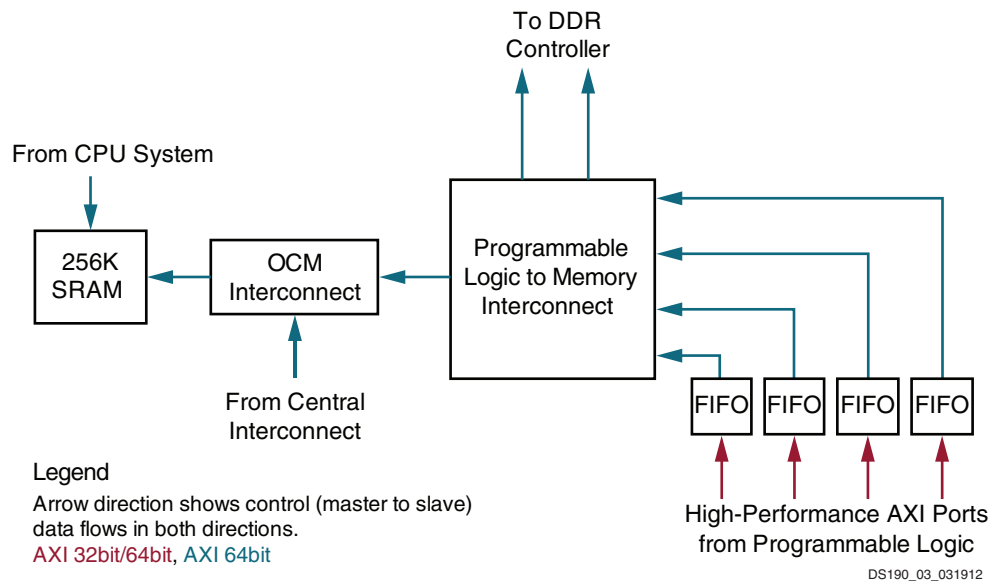 To DDR
Controller
From CPU System
256K
SRAM
OCM
Interconnect
Programmable
Logic to Memory
Interconnect
FIFO FIFO FIFO FIFO
From Central
Interconnect
High-Performance AXI Ports
from Programmable Logic
Legend
Arrow direction shows control (master to slave)
data flows in both directions.
AXI 32bit/64bit, AXI 64bit
DS190_03_031912